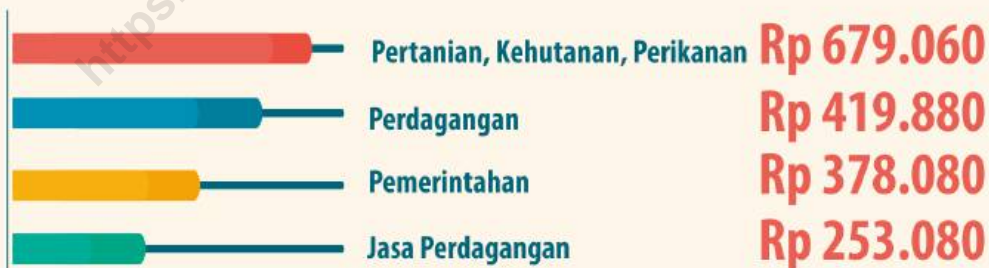 https:
Pertanian, Kehutanan, Perikanan Rp 679.060
Perdagangan Rp 419.880
Pemerintahan Rp 378.080
Jasa Perdagangan Rp 253.080